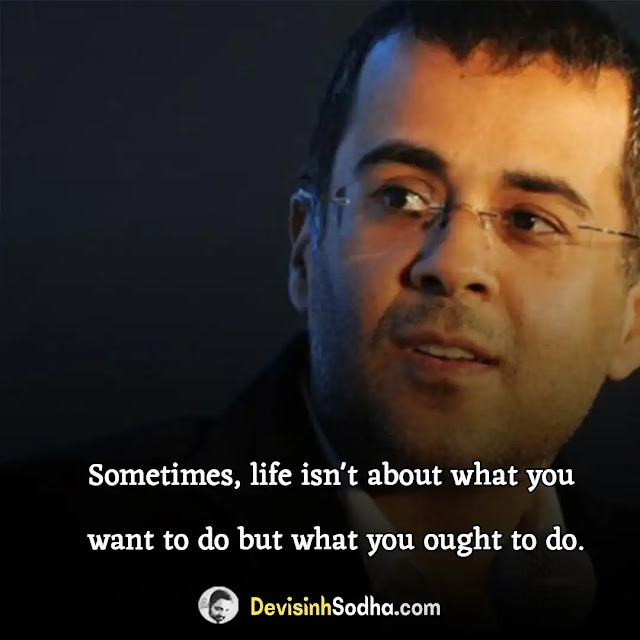 Sometimes, life isn't about what you
want to do but what you ought to do.
DevisinhSodha.com